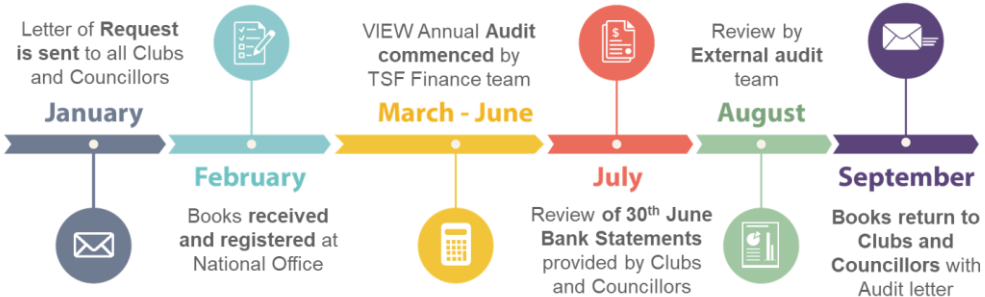 Letter of Request
is sent to all Clubs
and Councillors
January
February
Books received
and registered at
National Office
VIEW Annual Audit
commenced by
TSF Finance team
March - June
July
Review of 30th June
Bank Statements
provided by Clubs
and Councillors
Review by
External audit
team
August
September
Books return to
Clubs and
Councillors with
Audit letter